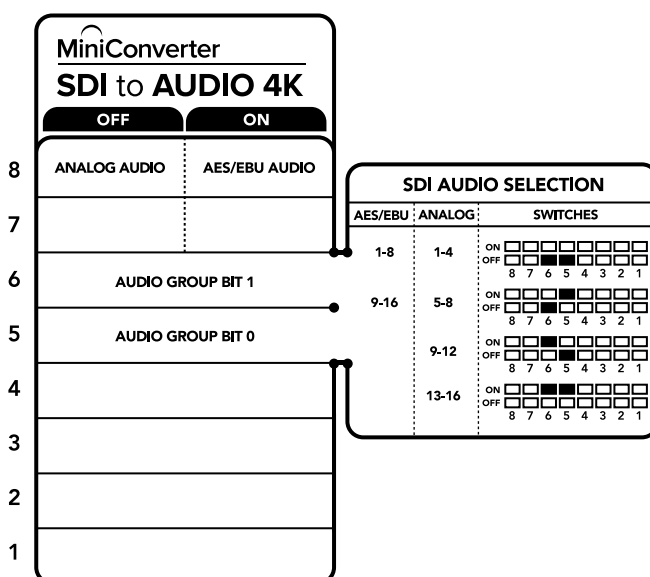 MiniConverter
SDI to AUDIO 4K
OFF ON
8 ANALOG AUDIO AES/EBU AUDIO
7
6 AUDIO GROUP BIT 1
5 AUDIO GROUP BIT 0
4
3
2
1
SDI AUDIO SELECTION
AES/EBU ANALOG SWITCHES
1-8 1-4
ON
OFF
8 7 6 5 4 3 2 1
9-16 5-8
ON
OFF
8 7 6 5 4 3 2 1
9-12
ON
OFF
8 7 6 5 4 3 2 1
13-16
ON
OFF
8 7 6 5 4 3 2 1